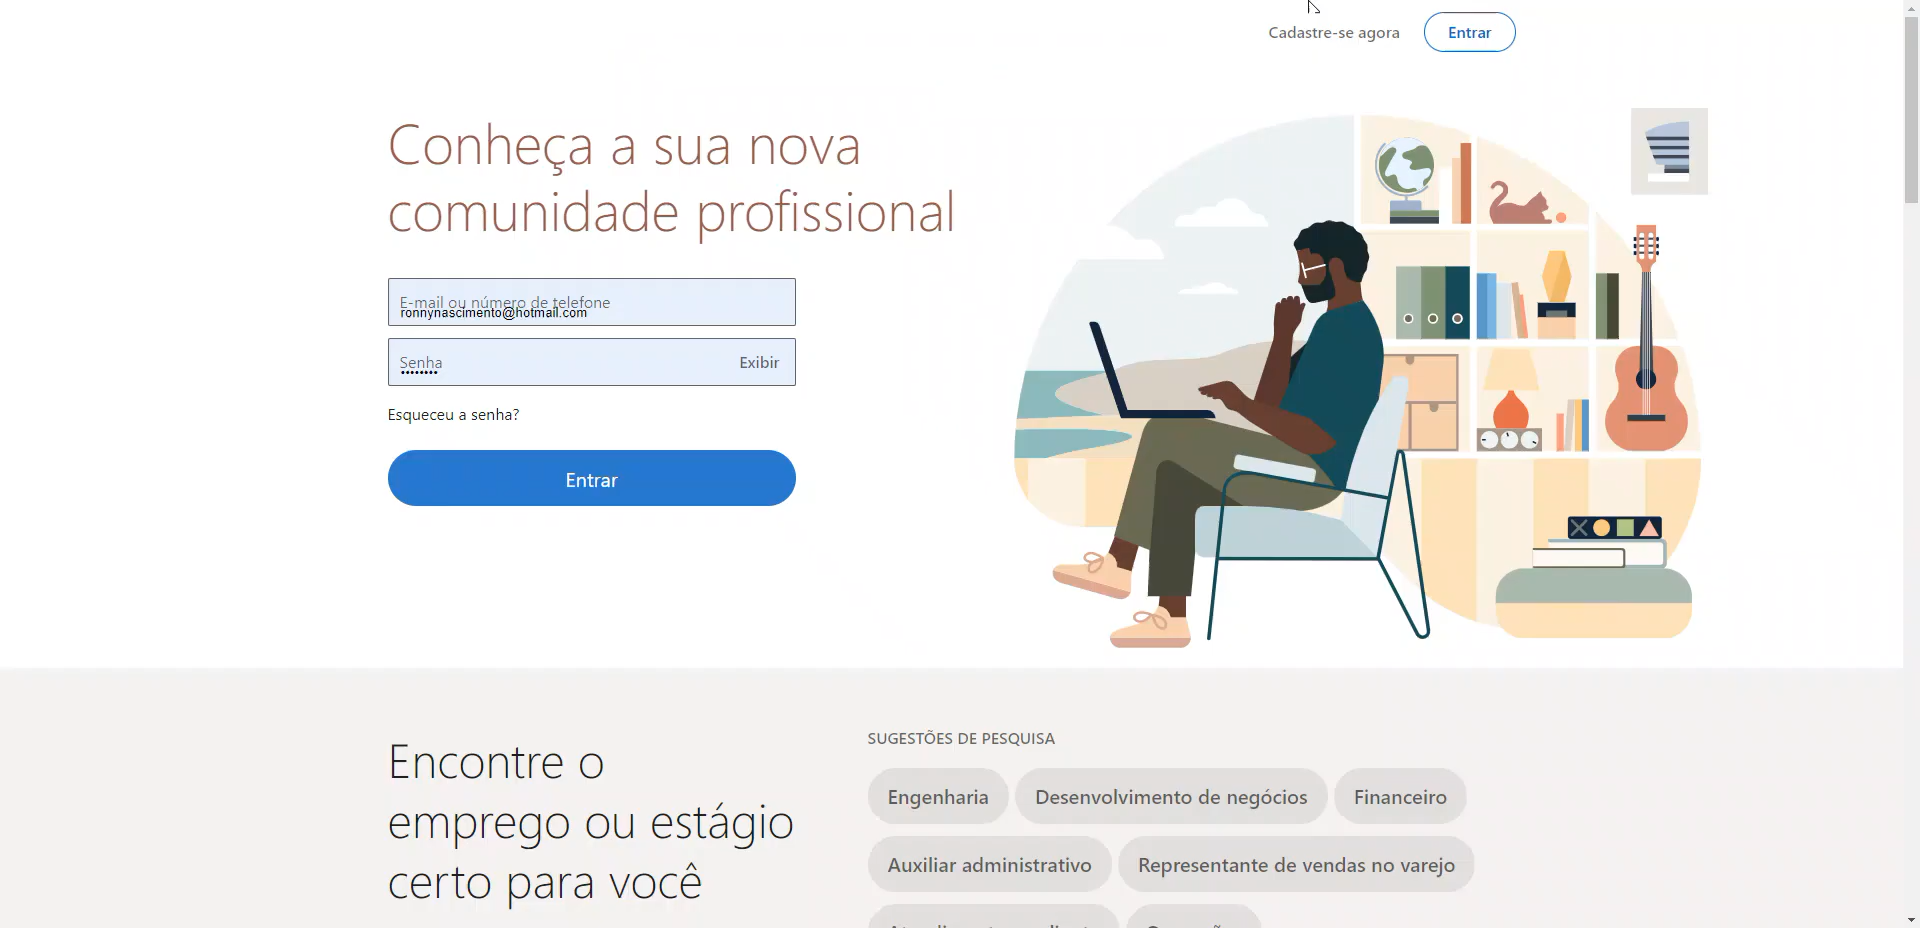 Cadastre-se agora
Entrar
Conheça a sua nova
comunidade profissional
E-mail ou número de telefone
ronnynascimento@hotmail.com
Senha
Exibir
Esqueceu a senha?
Entrar
Encontre o
emprego ou estágio
certo para você
SUGESTÕES DE PESQUISA
Engenharia
Desenvolvimento de negócios
Financeiro
Auxiliar administrativo
Representante de vendas no varejo